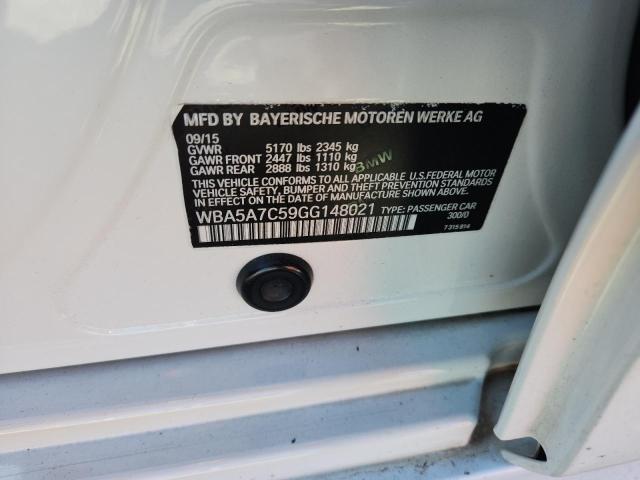 MFD BY BAYERISCHE MOTOREN WERKE AG
09/15
GVWR 5170 lbs 2345 kg
GAWR FRONT 2447 lbs 1110 kg
GAWR REAR 2888 lbs 1310 kg
BMW
THIS VEHICLE CONFORMS TO ALL APPLICABLE U.S. FEDERAL MOTOR
VEHICLE SAFETY, BUMPER AND THEFT PREVENTION
STANDARDS IN EFFECT ON THE DATE OF MANUFACTURE SHOWN ABOVE.
WBA5A7C59GG148021 TYPE: PASSENGER CAR
300/0
7 315 814